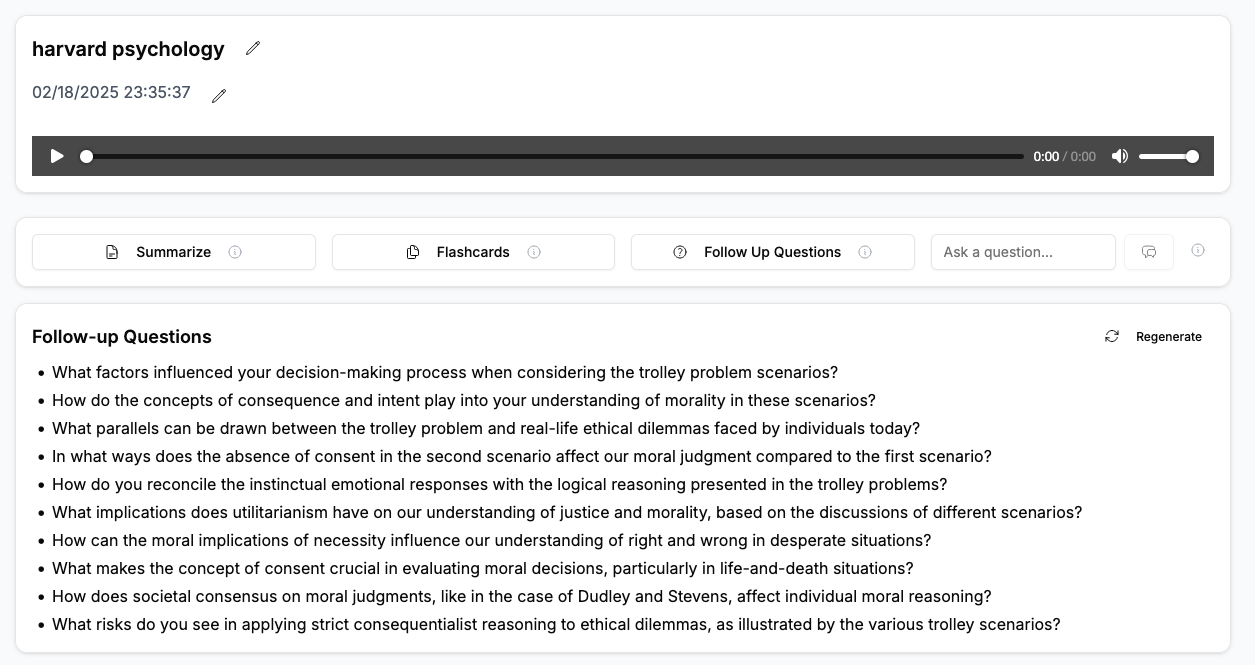 harvard psychology
02/18/2025 23:35:37
0:00 / 0:00
Summarize
Flashcards
Follow Up Questions
Ask a question...
Follow-up Questions
Regenerate
• What factors influenced your decision-making process when considering the trolley problem scenarios?
• How do the concepts of consequence and intent play into your understanding of morality in these scenarios?
• What parallels can be drawn between the trolley problem and real-life ethical dilemmas faced by individuals today?
• In what ways does the absence of consent in the second scenario affect our moral judgment compared to the first scenario?
• How do you reconcile the instinctual emotional responses with the logical reasoning presented in the trolley problems?
• What implications does utilitarianism have on our understanding of justice and morality, based on the discussions of different scenarios?
• How can the moral implications of necessity influence our understanding of right and wrong in desperate situations?
• What makes the concept of consent crucial in evaluating moral decisions, particularly in life-and-death situations?
• How does societal consensus on moral judgments, like in the case of Dudley and Stevens, affect individual moral reasoning?
• What risks do you see in applying strict consequentialist reasoning to ethical dilemmas, as illustrated by the various trolley scenarios?